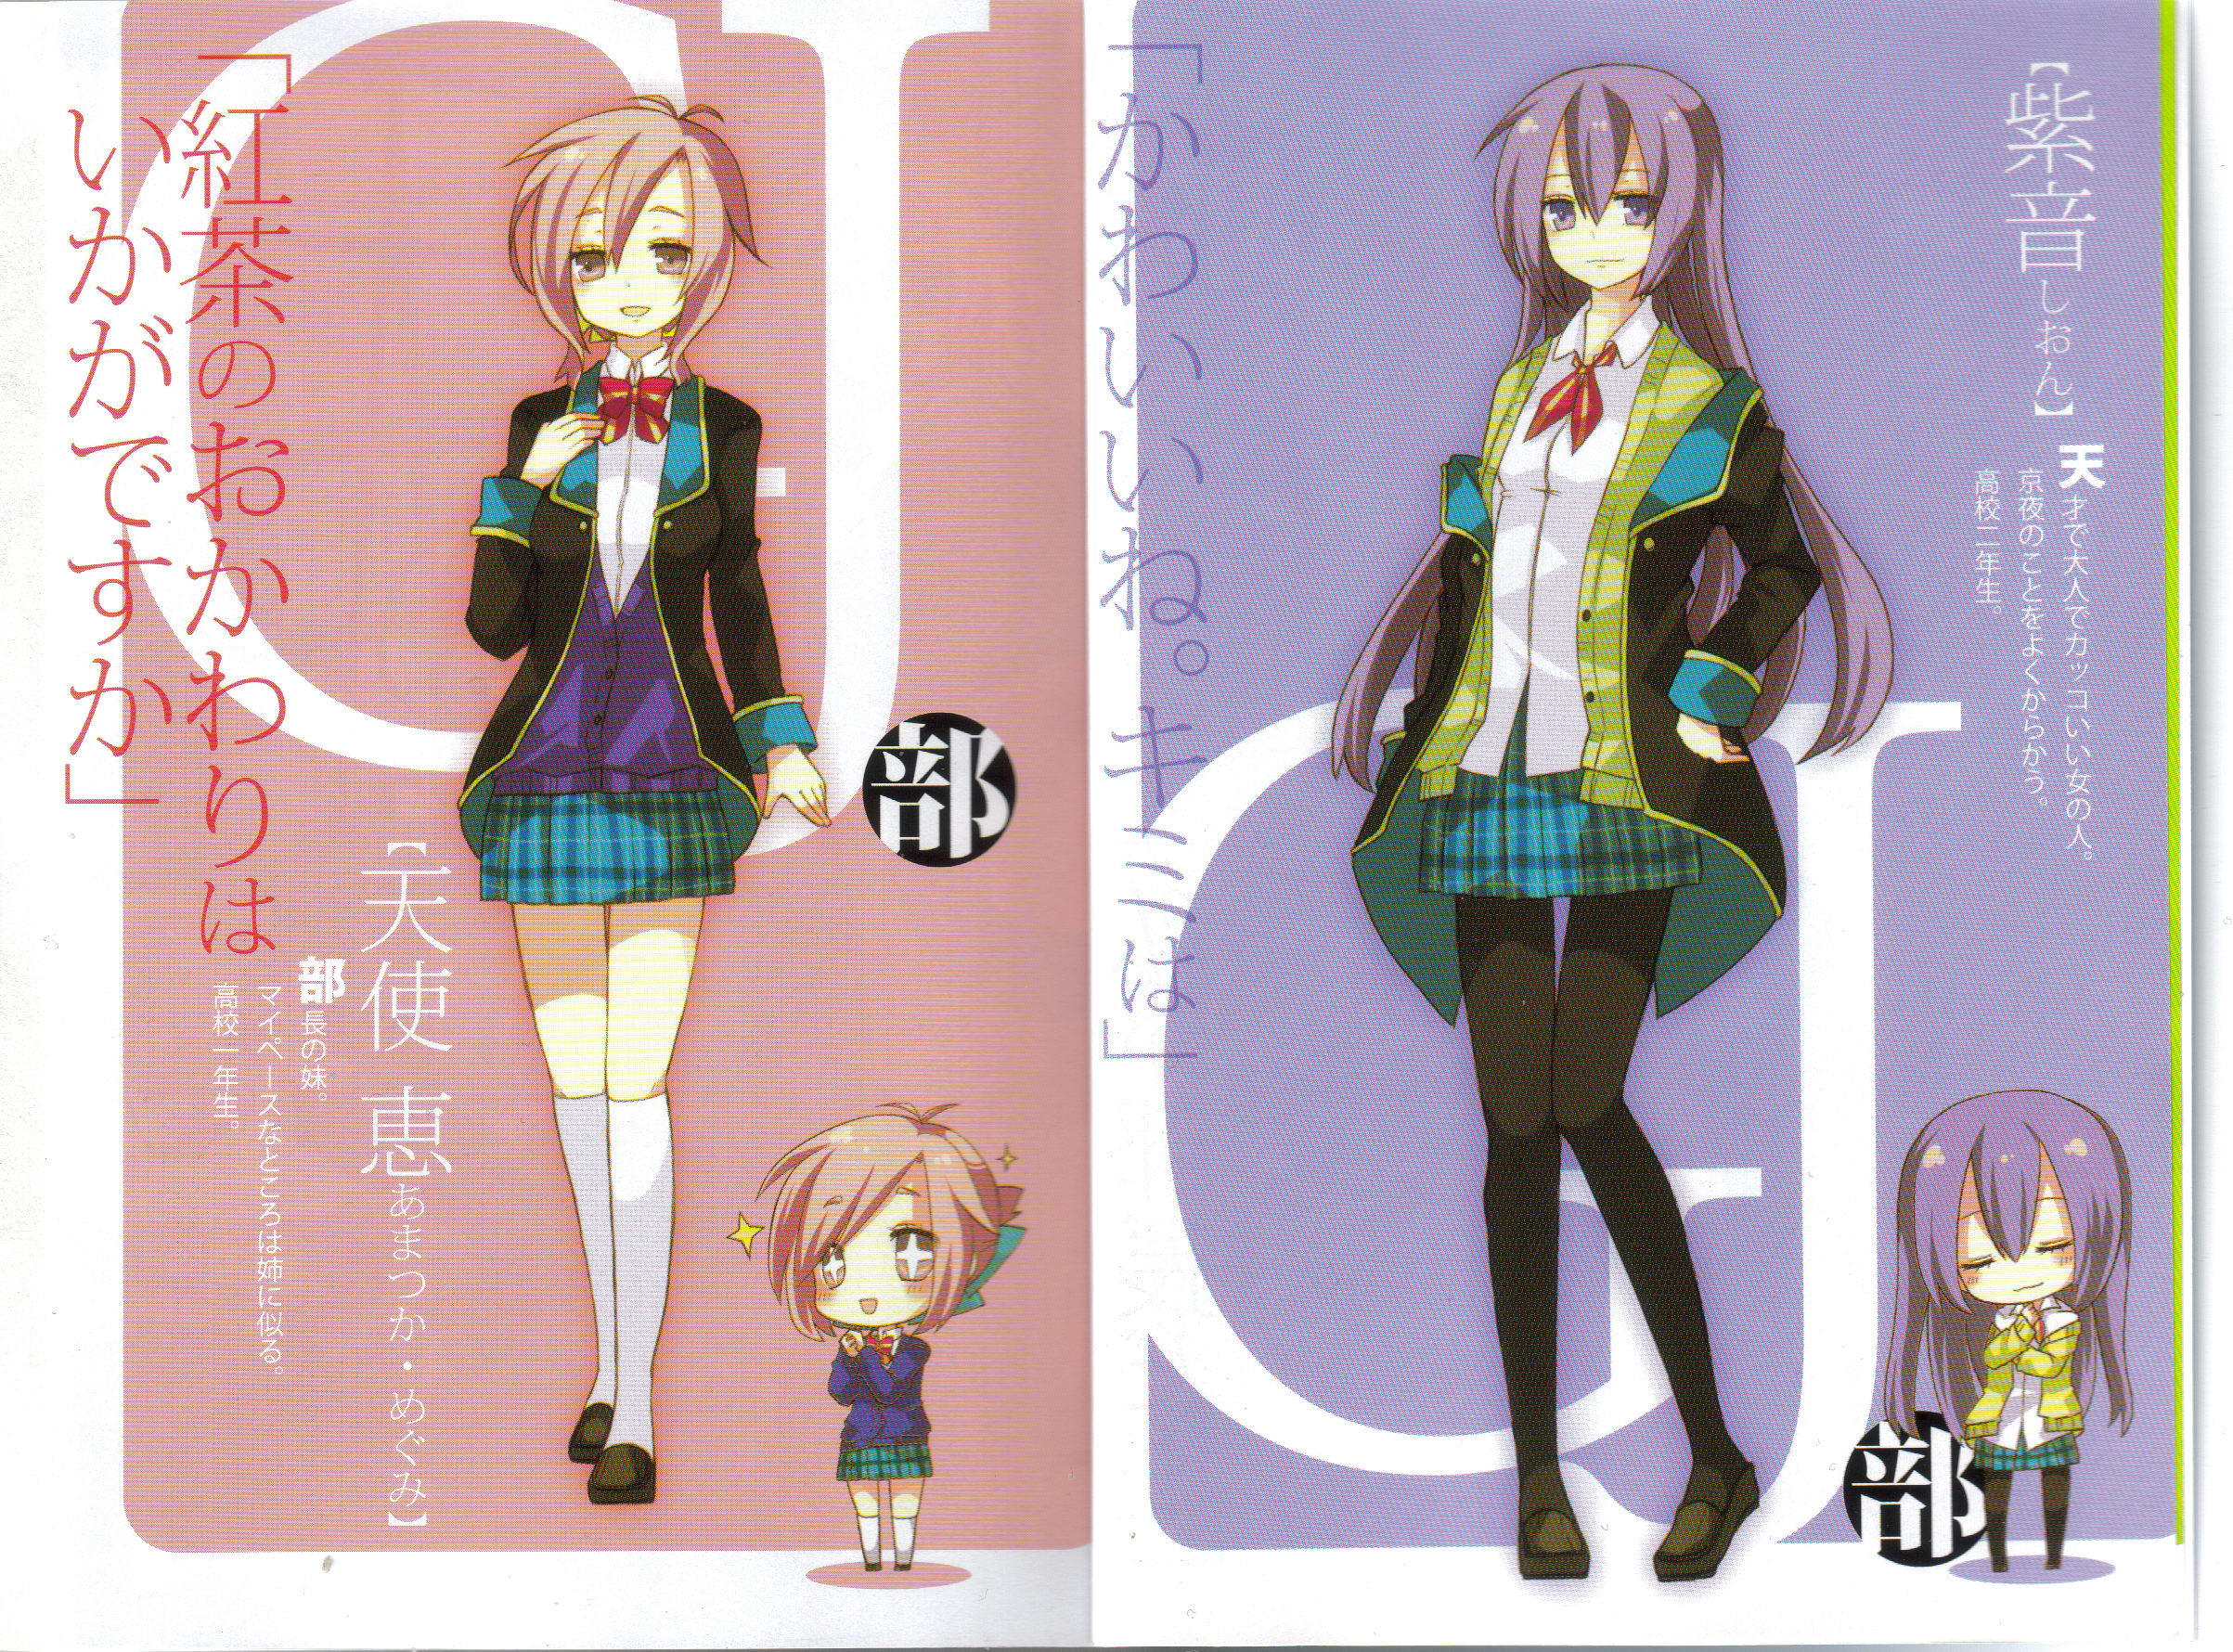 【紫音しおん】
天才で大人でカッコいい女の人。
京夜のことをよくからかう。
高校二年生。
「かわいいね。キミは」
GJ
部
「紅茶のおかわりは
いかがですか」
【天使 恵あまつか・めぐみ】
部長の妹。
マイペースなところは姉に似る。
高校一年生。
GJ
部